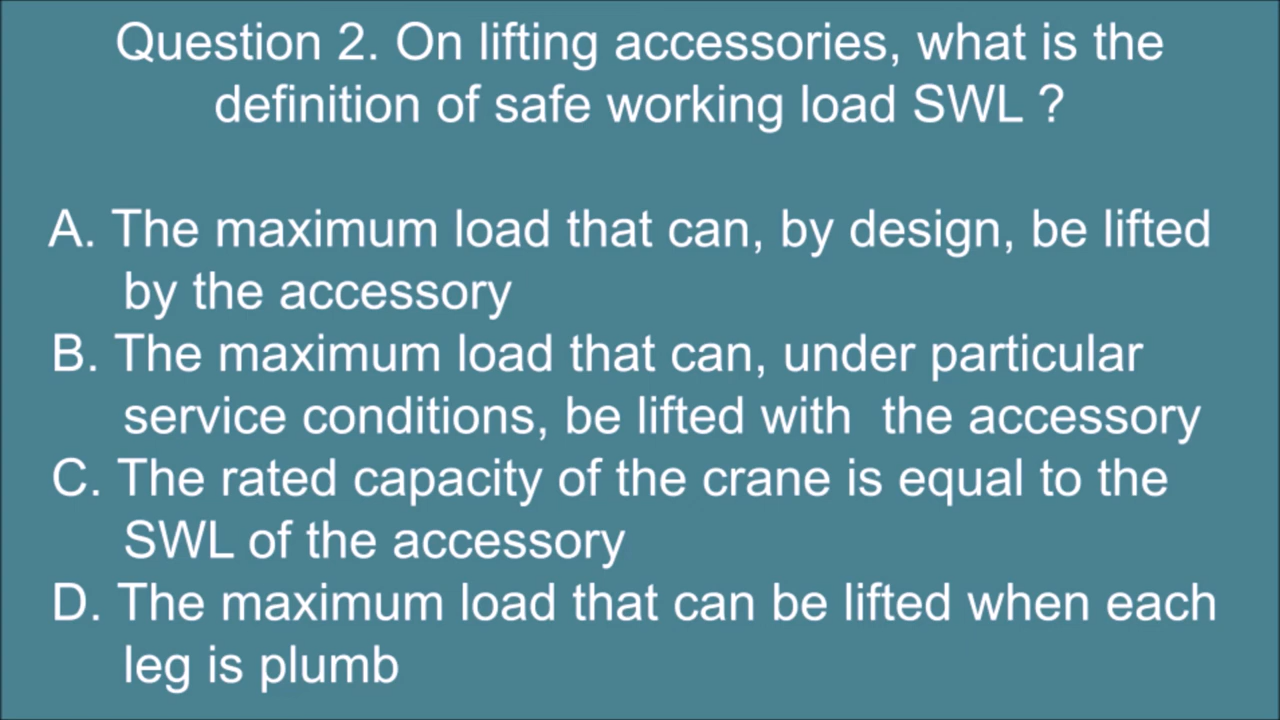 Question 2. On lifting accessories, what is the
definition of safe working load SWL ?
A. The maximum load that can, by design, be lifted
by the accessory
B. The maximum load that can, under particular
service conditions, be lifted with  the accessory
C. The rated capacity of the crane is equal to the
SWL of the accessory
D. The maximum load that can be lifted when each
leg is plumb